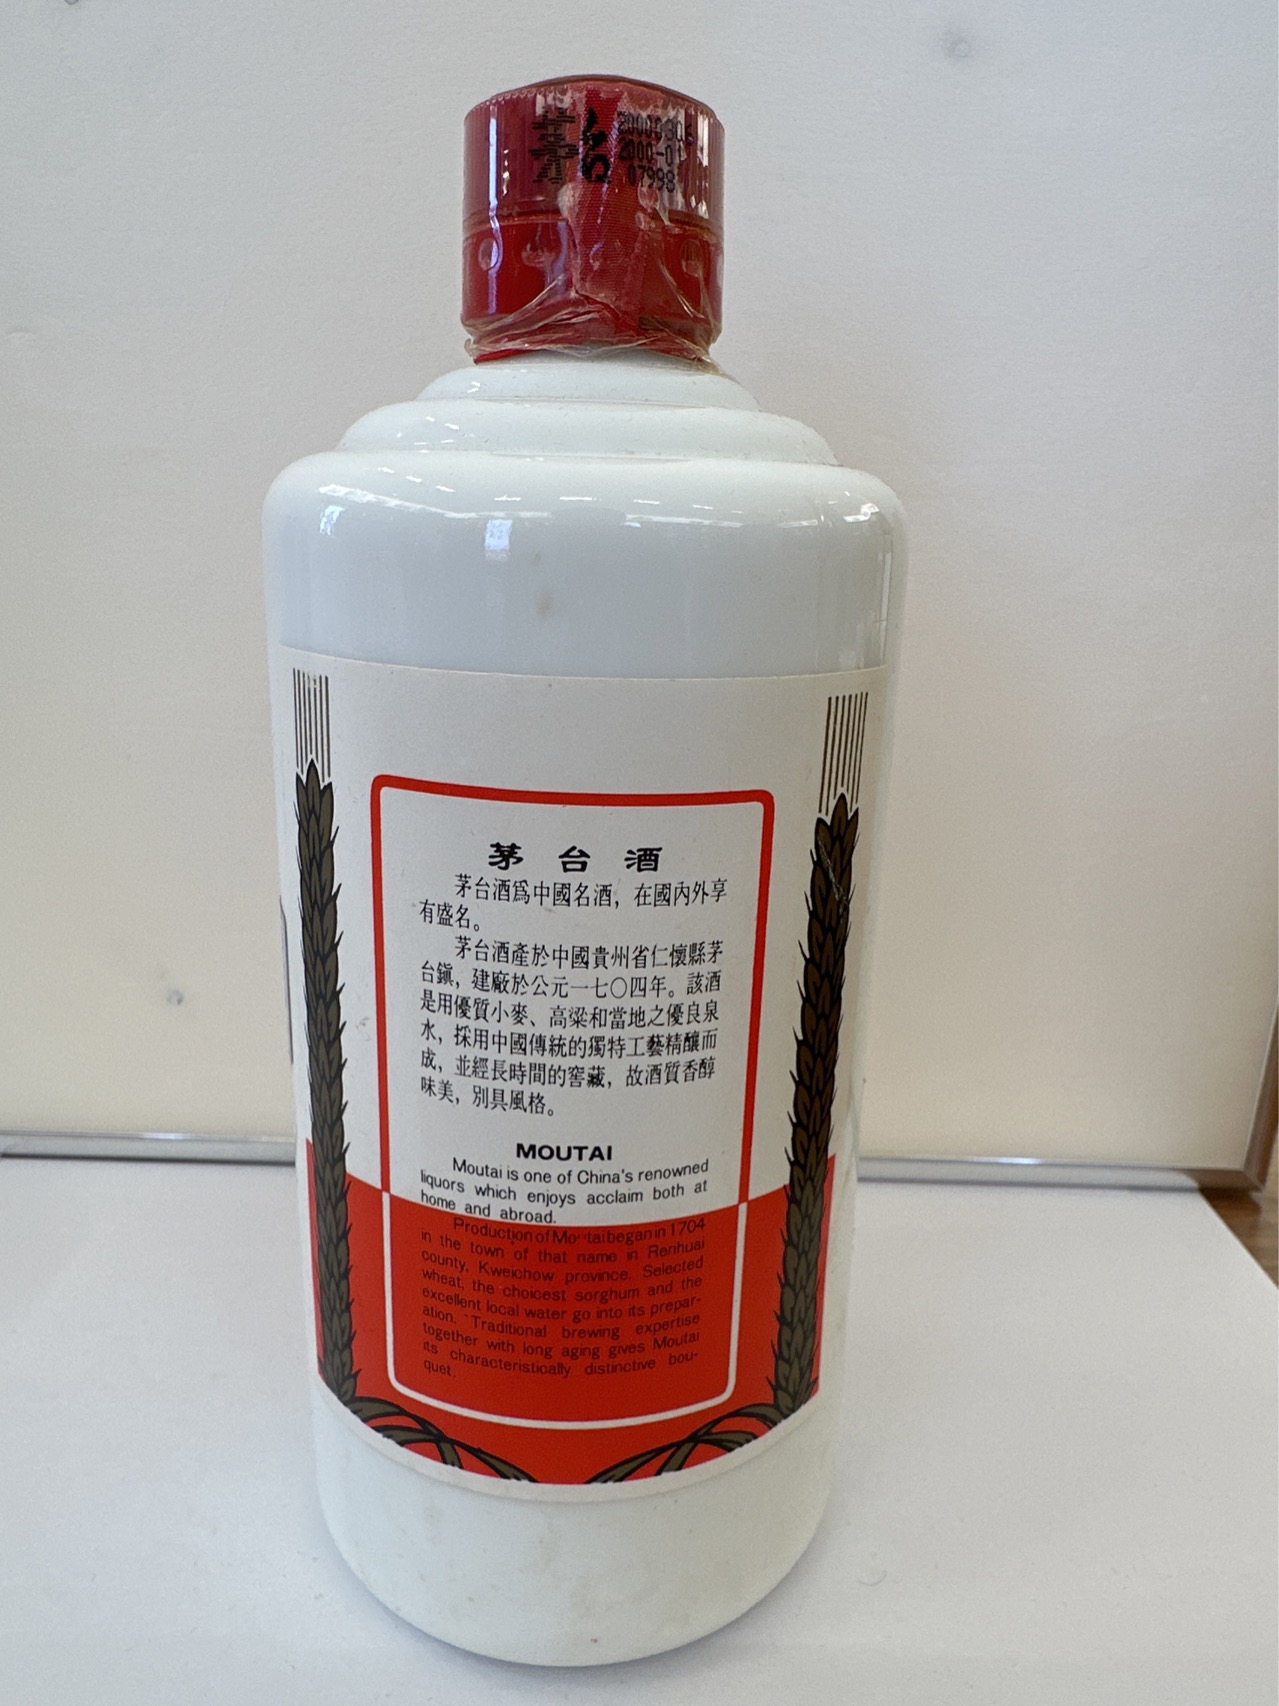 茅 台
20000306
2000-01
07998
茅台酒
茅台酒爲中國名酒，在國內外享
有盛名。
茅台酒產於中國貴州省仁懷縣茅
台鎭，建廠於公元一七〇四年。該酒
是用優質小麥、高粱和當地之優良泉
水，採用中國傳統的獨特工藝精釀而
成，並經長時間的窖藏，故酒質香醇
味美，別具風格。
MOUTAI
Moutai is one of China's renowned
liquors which enjoys acclaim both at
home and abroad.
Production of Moutai began in 1704
in the town of that name in Renhuai
county, Kweichow province. Selected
wheat, the choicest sorghum and the
excellent local water go into its prepar-
ation. Traditional brewing expertise
together with long aging gives Moutai
its characteristically distinctive bou-
quet.